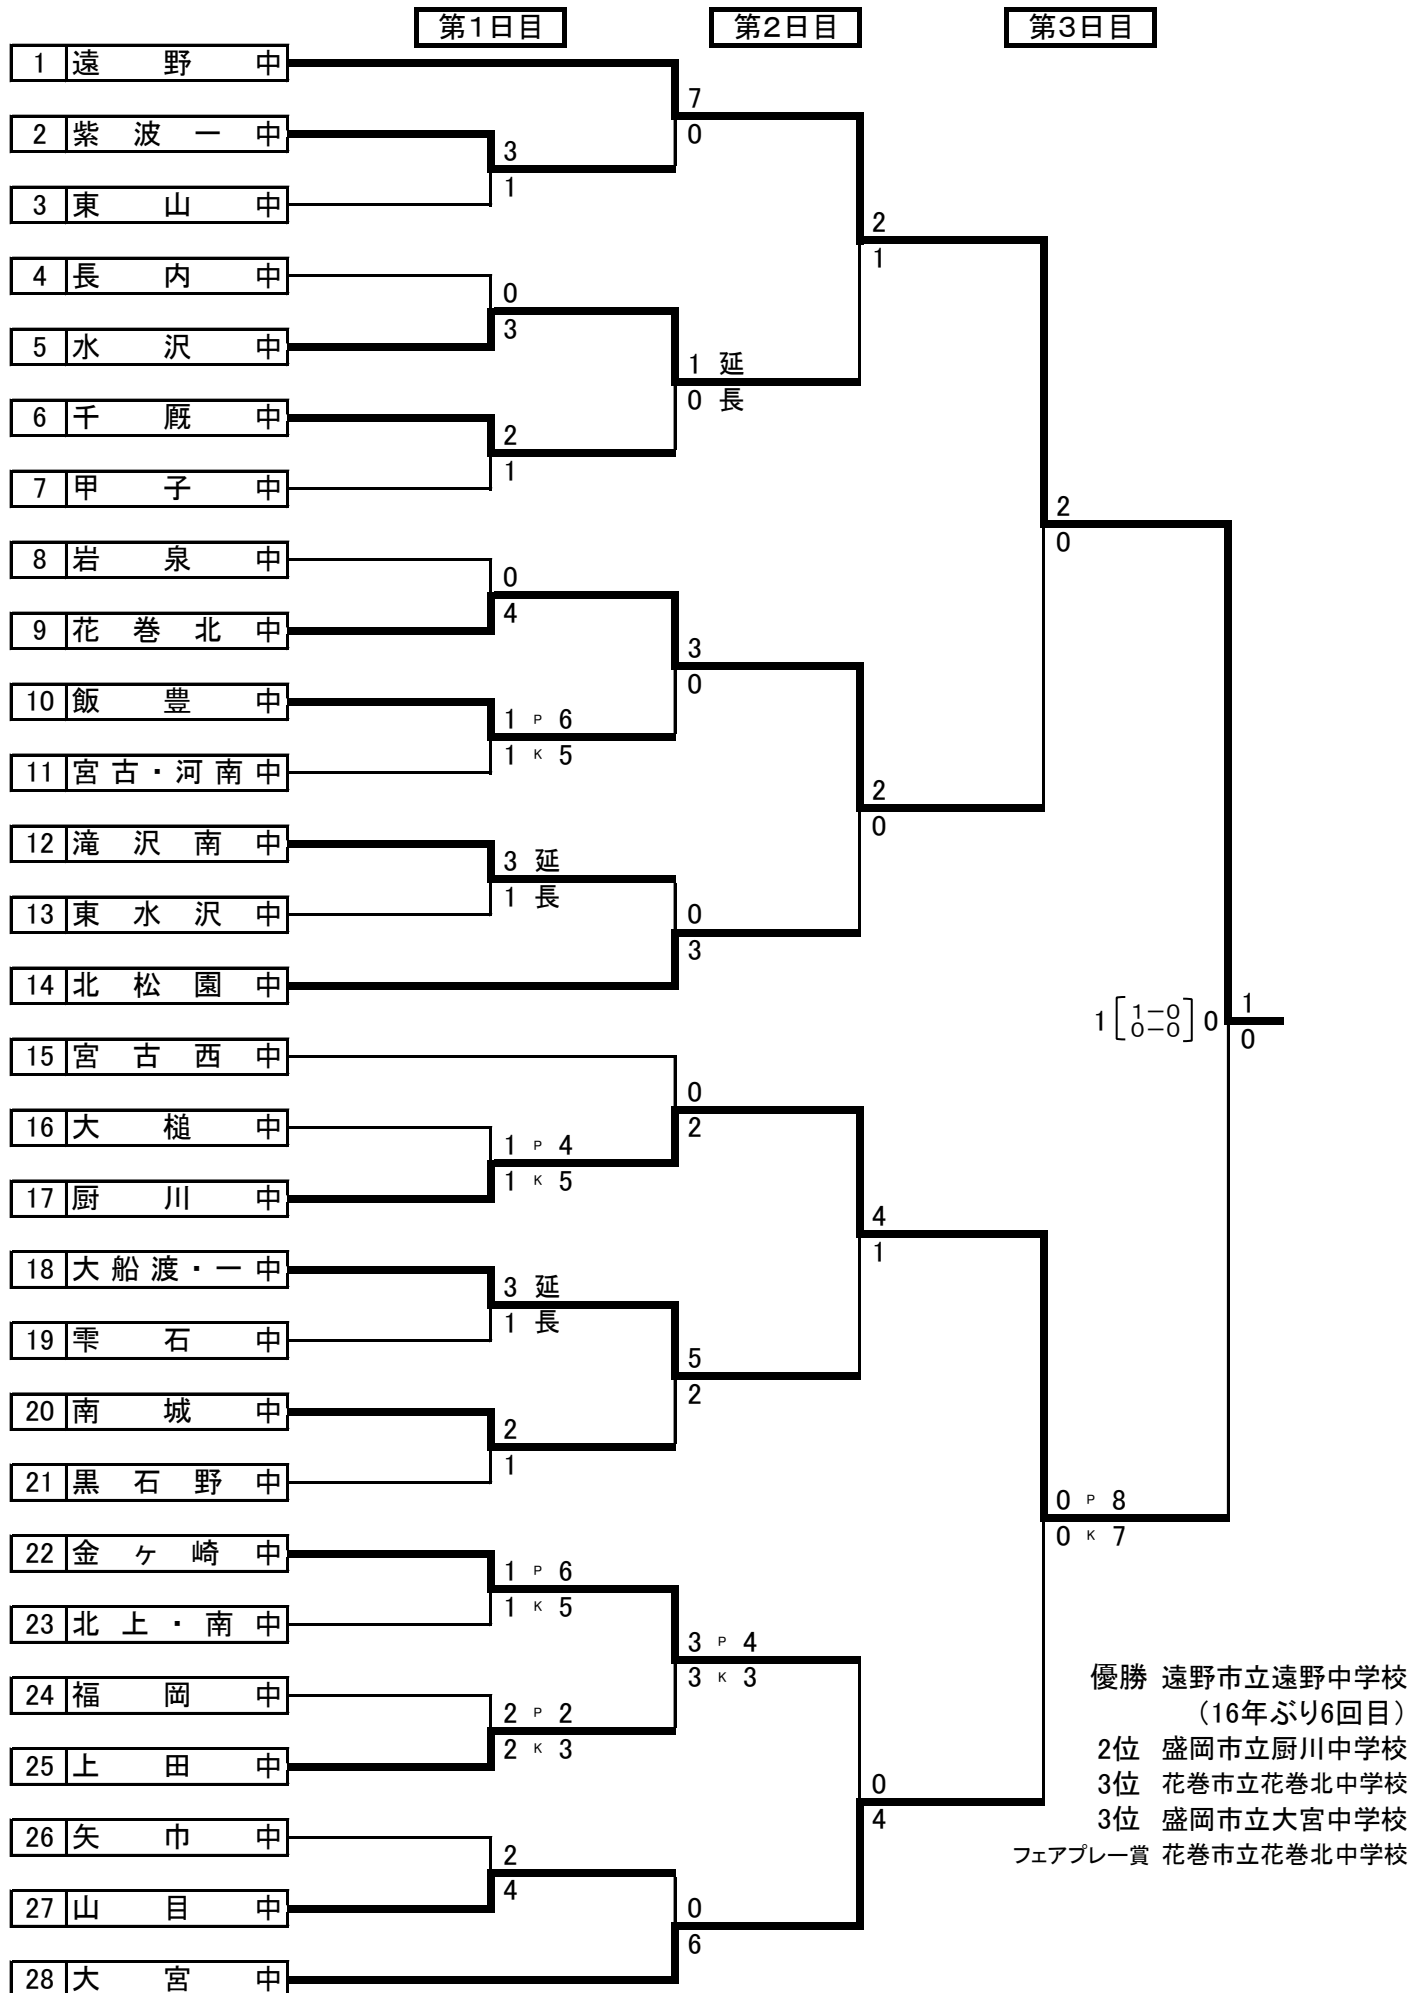 第1日目
第2日目
第3日目
1 遠野中
7
0
2 紫波一中
3
1
3 東山中
2
1
4 長内中
0
3
5 水沢中
1 延
0 長
6 千厩中
2
1
7 甲子中
2
0
8 岩泉中
0
4
9 花巻北中
3
0
10 飯豊中
1 P 6
1 K 5
11 宮古・河南中
2
0
12 滝沢南中
3 延
1 長
13 東水沢中
0
3
14 北松園中
1 [1-0 0-0] 0
1
0
15 宮古西中
0
2
16 大槌中
1 P 4
1 K 5
17 厨川中
4
1
18 大船渡・一中
3 延
1 長
19 雫石中
5
2
20 南城中
2
1
21 黒石野中
0 P 8
0 K 7
22 金ヶ崎中
1 P 6
1 K 5
23 北上・南中
3 P 4
3 K 3
24 福岡中
2 P 2
2 K 3
25 上田中
0
4
26 矢巾中
2
4
27 山目中
0
6
28 大宮中
優勝 遠野市立遠野中学校
（16年ぶり6回目）
2位 盛岡市立厨川中学校
3位 花巻市立花巻北中学校
3位 盛岡市立大宮中学校
フェアプレー賞 花巻市立花巻北中学校